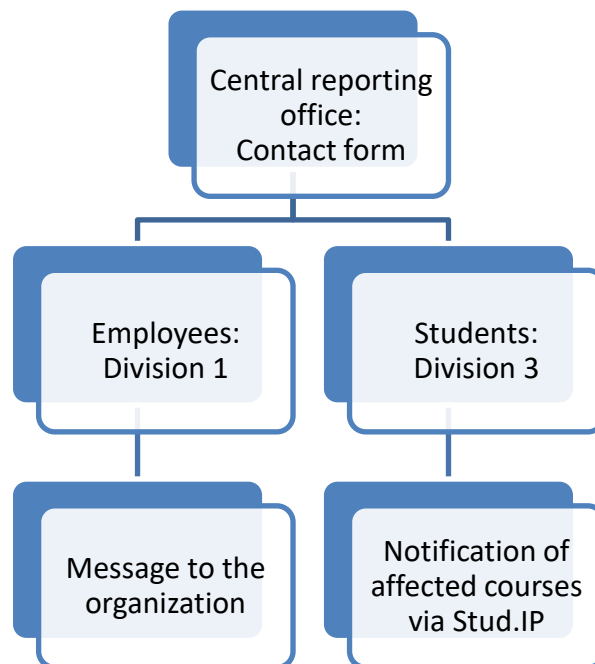 Central reporting
office:
Contact form
Employees:
Division 1
Students:
Division 3
Message to the
organization
Notification of
affected courses
via Stud.IP